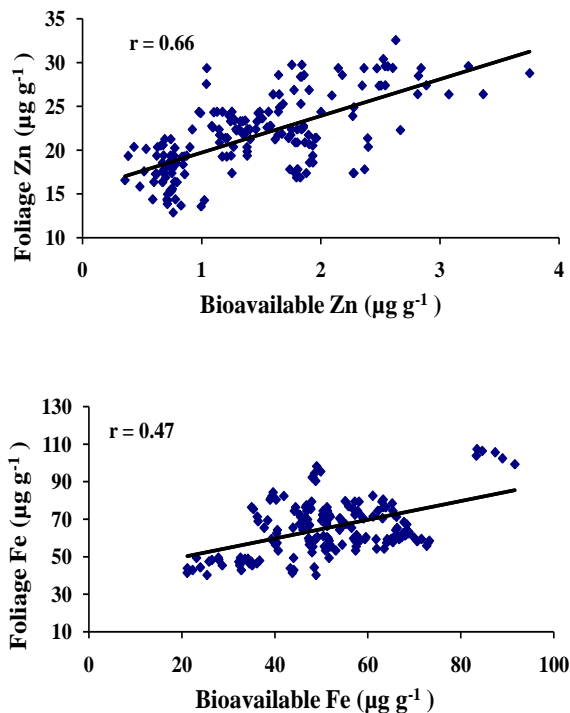 r = 0.66
Foliage Zn (µg g⁻¹)
35
30
25
20
15
10
0 1 2 3 4
Bioavailable Zn (µg g⁻¹ )
r = 0.47
Foliage Fe (µg g⁻¹ )
130
110
90
70
50
30
10
0 20 40 60 80 100
Bioavailable Fe (µg g⁻¹ )